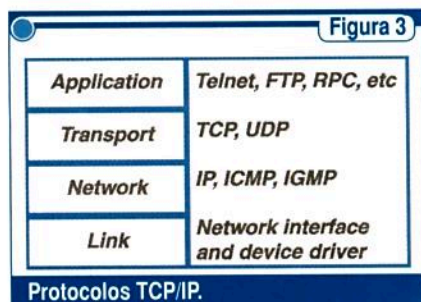 Figura 3
Application
Telnet, FTP, RPC, etc
Transport
TCP, UDP
Network
IP, ICMP, IGMP
Link
Network interface
and device driver
Protocolos TCP/IP.